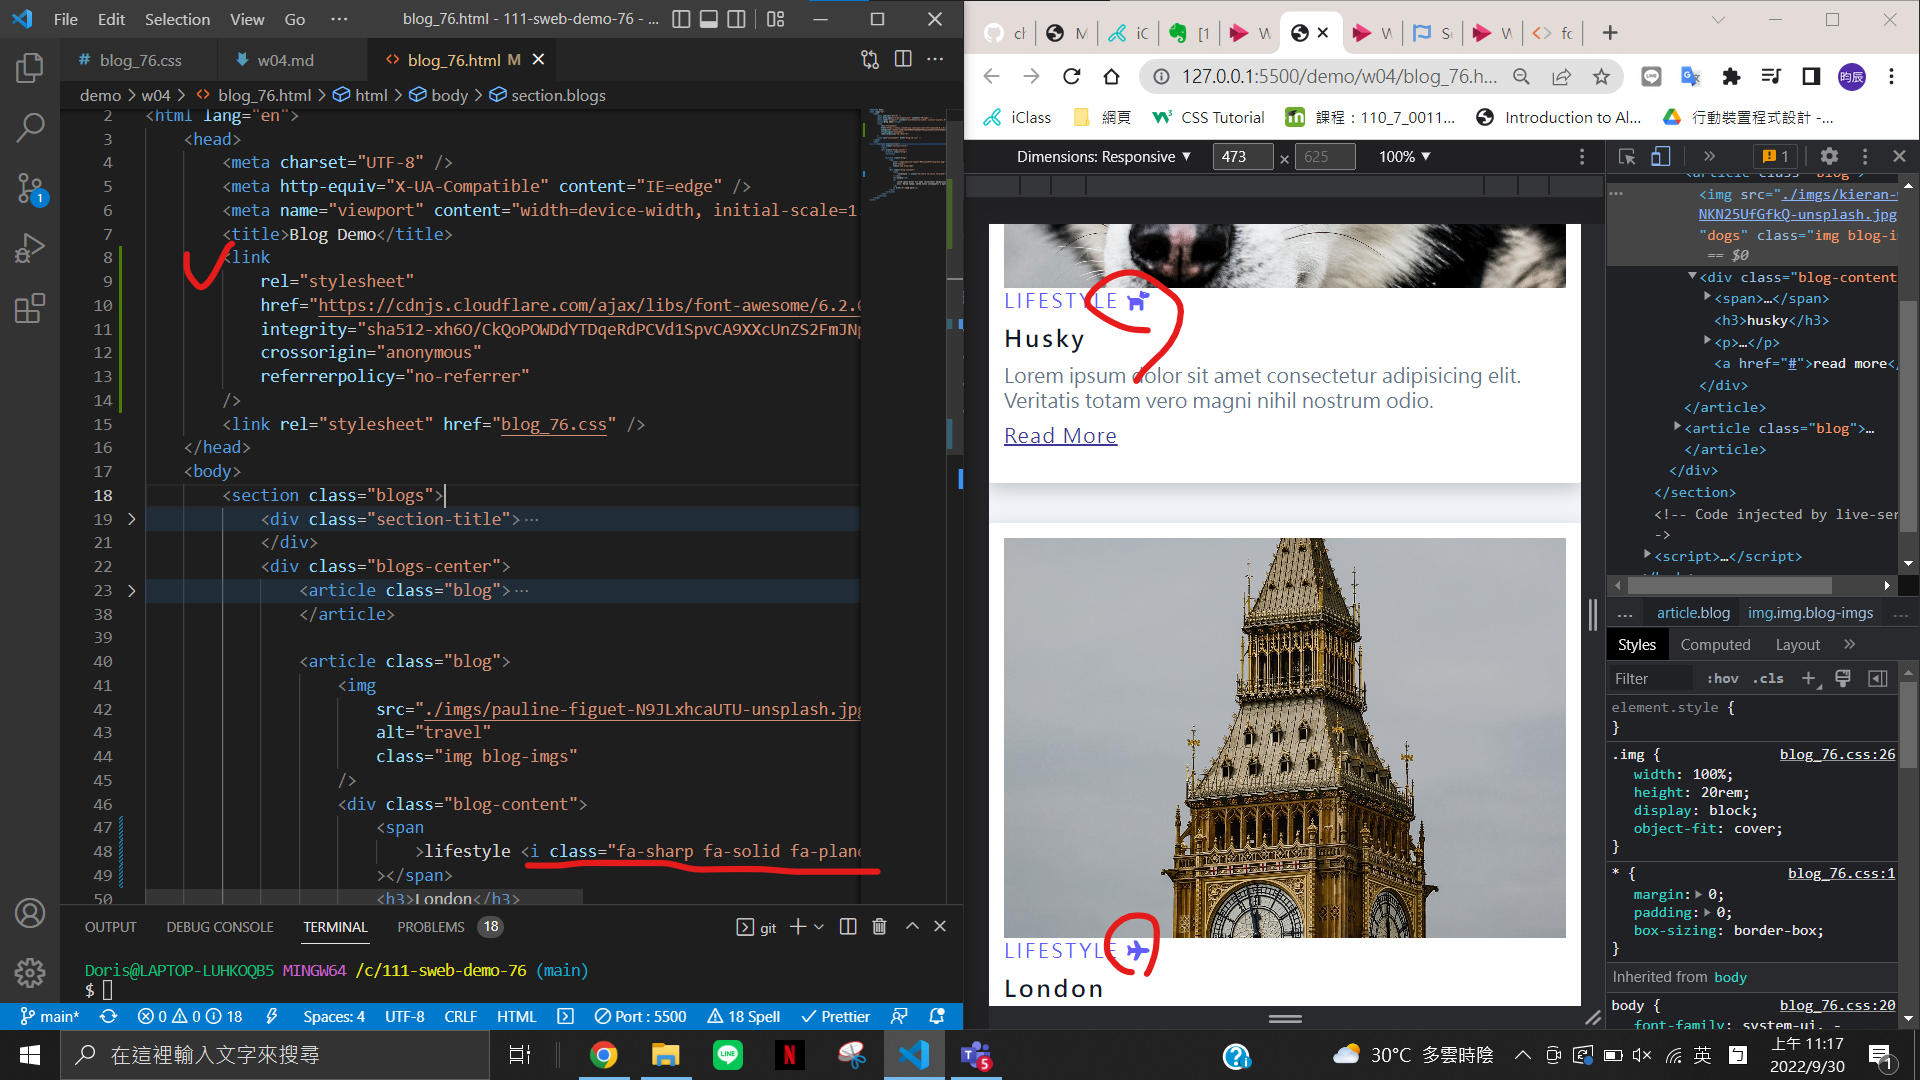 File Edit Selection View Go ··· blog_76.html - 111-sweb-demo-76 - ...
# blog_76.css w04.md <> blog_76.html M
demo > w04 > <> blog_76.html > html > body > section.blogs
2 <html lang="en">
3 <head>
4 <meta charset="UTF-8" />
5 <meta http-equiv="X-UA-Compatible" content="IE=edge" />
6 <meta name="viewport" content="width=device-width, initial-scale=1.
7 <title>Blog Demo</title>
8 <link
9 rel="stylesheet"
10 href="https://cdnjs.cloudflare.com/ajax/libs/font-awesome/6.2.0
11 integrity="sha512-xh6O/CkQoPOWDdYTDqeRdPCVd1SpvCA9XXcUnZS2FmJNp
12 crossorigin="anonymous"
13 referrerpolicy="no-referrer"
14 />
15 <link rel="stylesheet" href="blog_76.css" />
16 </head>
17 <body>
18 <section class="blogs">
19 <div class="section-title">···
21 </div>
22 <div class="blogs-center">
23 <article class="blog">···
38 </article>
39
40 <article class="blog">
41 <img
42 src="./imgs/pauline-figuet-N9JLxhcaUTU-unsplash.jpg
43 alt="travel"
44 class="img blog-imgs"
45 />
46 <div class="blog-content">
47 <span
48 >lifestyle <i class="fa-sharp fa-solid fa-plane
49 ></span>
50 <h3>London</h3>
OUTPUT DEBUG CONSOLE TERMINAL PROBLEMS 18 git
Doris@LAPTOP-LUHKOQB5 MINGW64 /c/111-sweb-demo-76 (main)
$
main* 0 0 18 Spaces: 4 UTF-8 CRLF HTML Port : 5500 18 Spell Prettier
127.0.0.1:5500/demo/w04/blog_76.h... 昀辰
iClass 網頁 CSS Tutorial 課程：110_7_0011... Introduction to Al... 行動裝置程式設計 -...
Dimensions: Responsive 473 × 625 100% 1
LIFESTYLE
Husky
Lorem ipsum dolor sit amet consectetur adipisicing elit.
Veritatis totam vero magni nihil nostrum odio.
Read More
LIFESTYLE
London
<article class="blog">
<img src="./imgs/kieran-
NKN25UfGfkQ-unsplash.jpg
"dogs" class="img blog-i
== $0
<div class="blog-content
<span>…</span>
<h3>husky</h3>
<p>…</p>
<a href="#">read more</
</div>
</article>
<article class="blog">…
</article>
</div>
</section>
<!-- Code injected by live-ser
->
<script>…</script>
... article.blog img.img.blog-imgs ...
Styles Computed Layout »
Filter :hov .cls +
element.style {
}
.img { blog_76.css:26
width: 100%;
height: 20rem;
display: block;
object-fit: cover;
}
* { blog_76.css:1
margin: 0;
padding: 0;
box-sizing: border-box;
}
Inherited from body
body { blog_76.css:20
font-family: system-ui, -
在這裡輸入文字來搜尋 5 30°C 多雲時陰 英 上午 11:17
2022/9/30 1